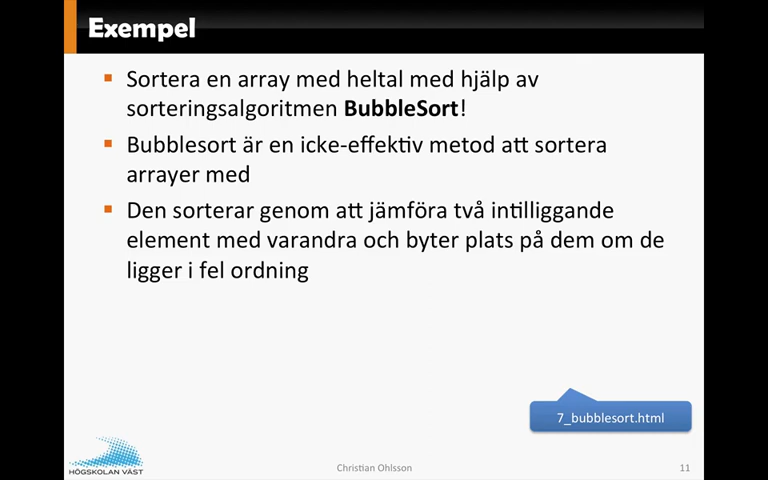 Exempel
Sortera en array med heltal med hjälp av
sorteringsalgoritmen BubbleSort!
Bubblesort är en icke-effektiv metod att sortera
arrayer med
Den sorterar genom att jämföra två intilliggande
element med varandra och byter plats på dem om de
ligger i fel ordning
7_bubblesort.html
HÖGSKOLAN VÄST
Christian Ohlsson
11